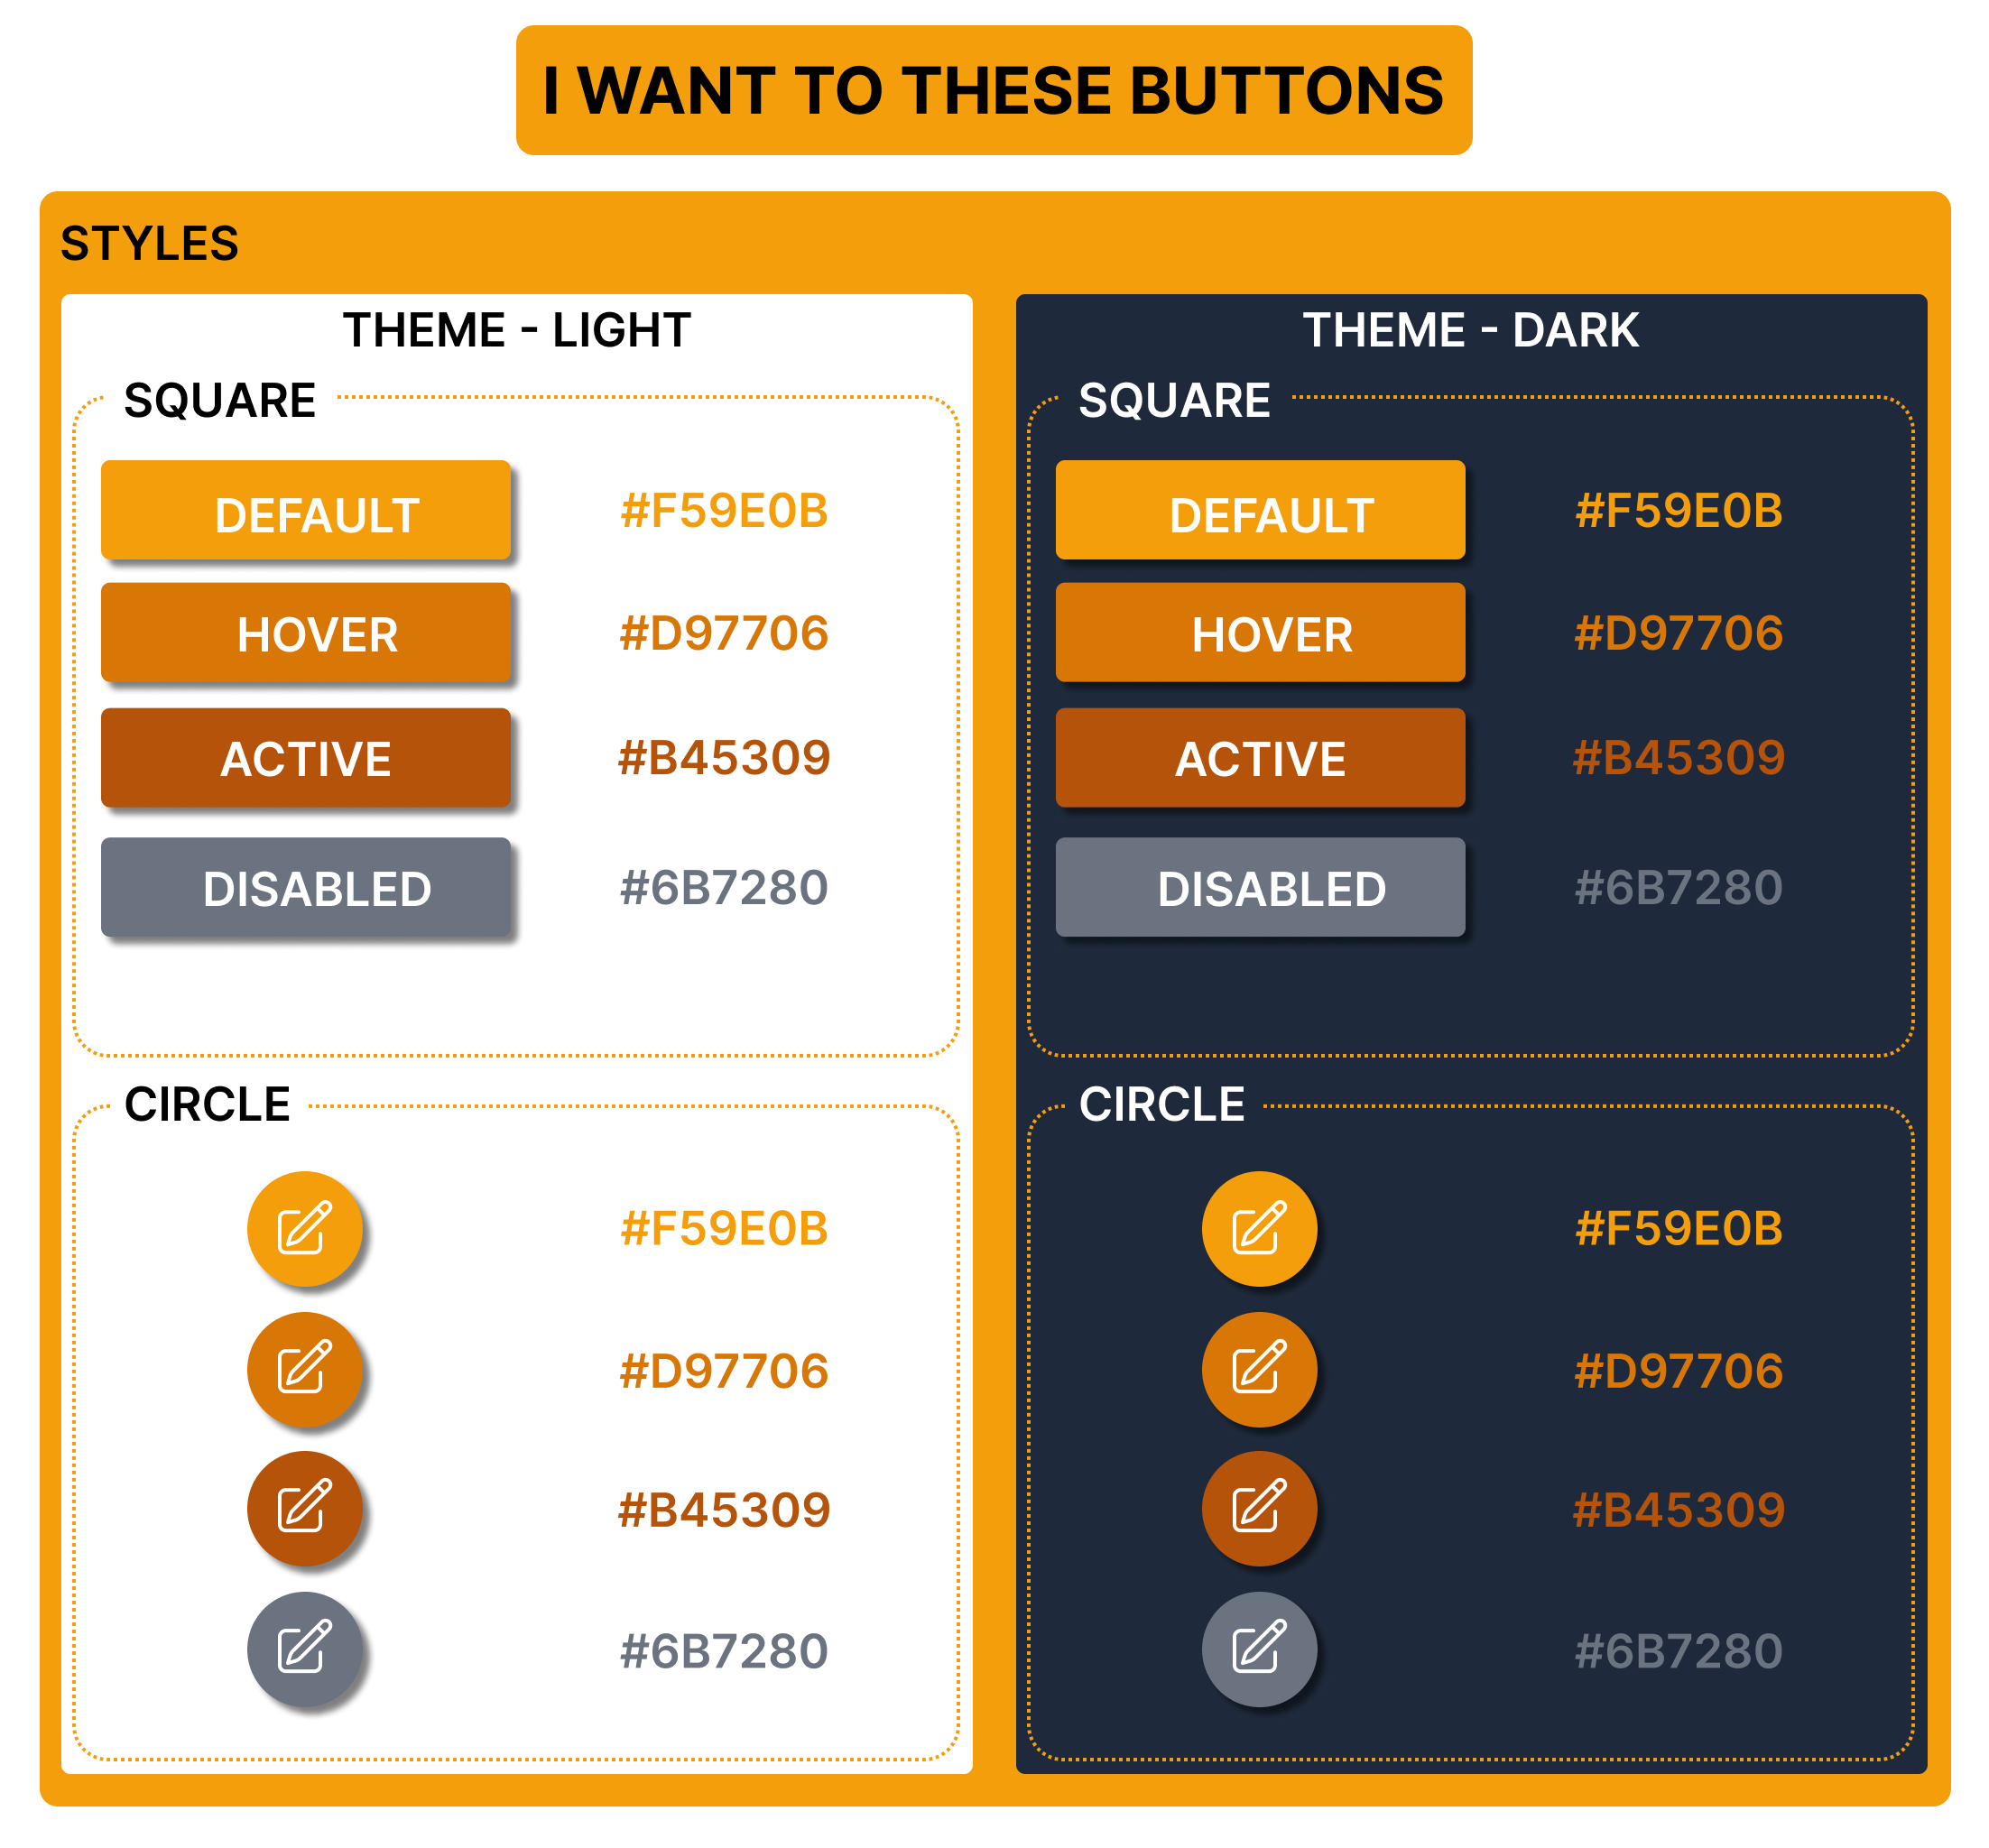 I WANT TO THESE BUTTONS
STYLES
THEME - LIGHT
SQUARE
DEFAULT #F59E0B
HOVER #D97706
ACTIVE #B45309
DISABLED #6B7280
CIRCLE
#F59E0B
#D97706
#B45309
#6B7280
THEME - DARK
SQUARE
DEFAULT #F59E0B
HOVER #D97706
ACTIVE #B45309
DISABLED #6B7280
CIRCLE
#F59E0B
#D97706
#B45309
#6B7280